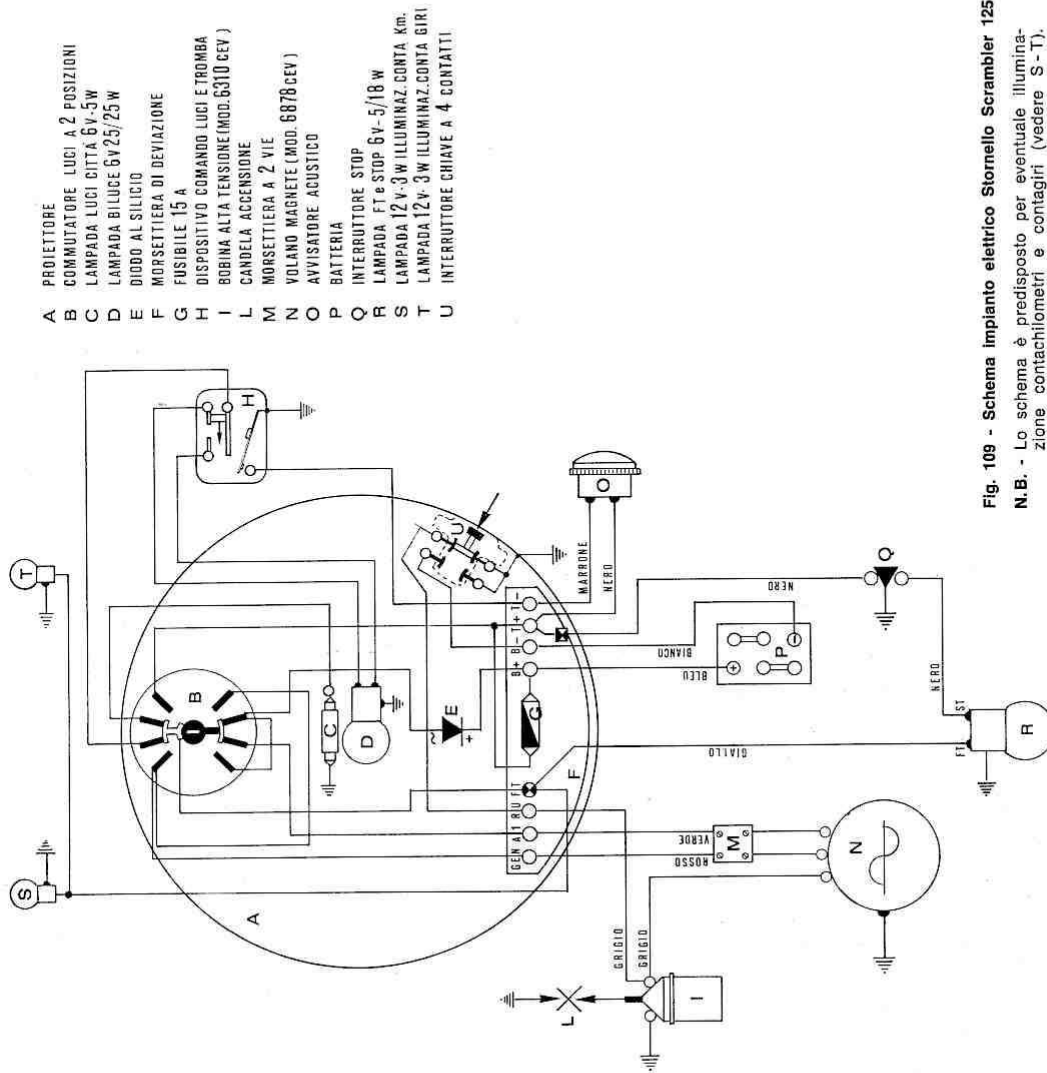 A PROIETTORE
B COMMUTATORE LUCI A 2 POSIZIONI
C LAMPADA LUCI CITTÀ 6v-5w
D LAMPADA BILUCE 6v25/25w
E DIODO AL SILICIO
F MORSETTIERA DI DEVIAZIONE
G FUSIBILE 15 A
H DISPOSITIVO COMANDO LUCI E TROMBA
I BOBINA ALTA TENSIONE (MOD.6310 CEV)
L CANDELA ACCENSIONE
M MORSETTIERA A 2 VIE
N VOLANO MAGNETE (MOD. 6878 CEV)
O AVVISATORE ACUSTICO
P BATTERIA
Q INTERRUTTORE STOP
R LAMPADA FT e STOP 6v-5/18w
S LAMPADA 12v-3w ILLUMINAZ.CONTA Km.
T LAMPADA 12v-3w ILLUMINAZ.CONTA GIRI
U INTERRUTTORE CHIAVE A 4 CONTATTI
S
T
A
B
C
D
E
~
+
H
U
GEN
A 1
R U
F T
G
B+
B-
T+
T-
F
MARRONE
NERO
O
BLEU
BIANCO
NERO
+
P
-
Q
NERO
GIALLO
FT
ST
R
ROSSO
VERDE
M
N
GRIGIO
GRIGIO
L
I
Fig. 109 - Schema impianto elettrico Stornello Scrambler 125
N.B. - Lo schema è predisposto per eventuale illumina-
zione contachilometri e contagiri (vedere S - T).